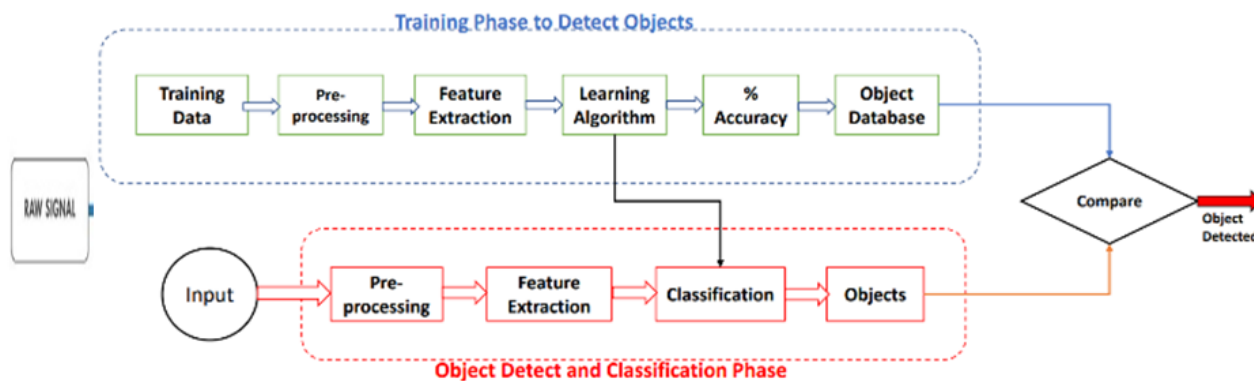 Training Phase to Detect Objects
Training
Data
Pre-
processing
Feature
Extraction
Learning
Algorithm
%
Accuracy
Object
Database
RAW SIGNAL
Compare
Object
Detected
Input
Pre-
processing
Feature
Extraction
Classification
Objects
Object Detect and Classification Phase